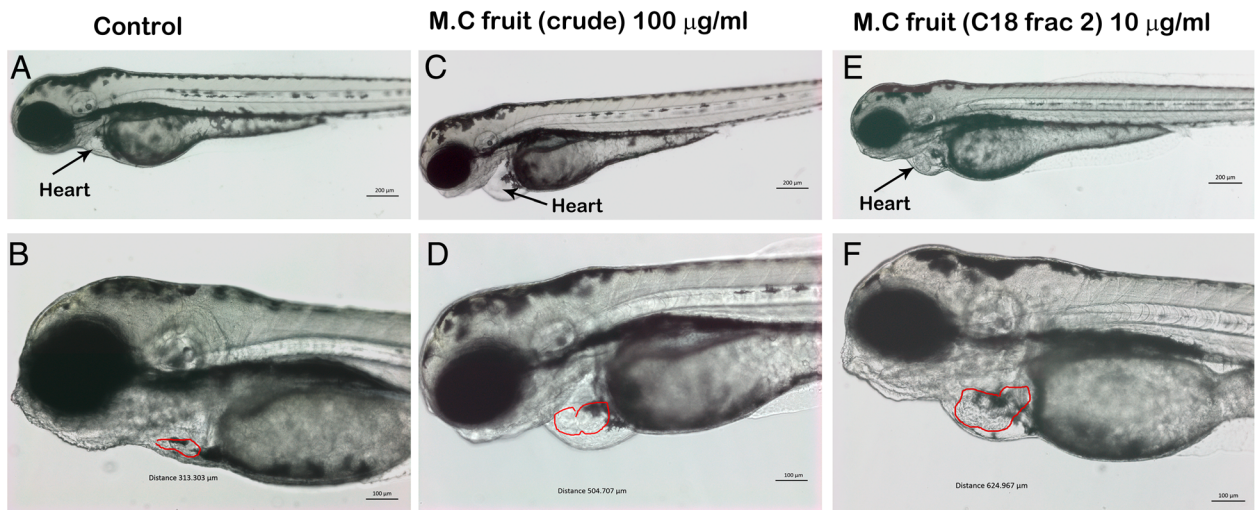 Control
M.C fruit (crude) 100 μg/ml
M.C fruit (C18 frac 2) 10 μg/ml
A
Heart
200 μm
C
Heart
200 μm
E
Heart
200 μm
B
Distance 313.303 μm
100 μm
D
Distance 504.707 μm
100 μm
F
Distance 624.967 μm
100 μm